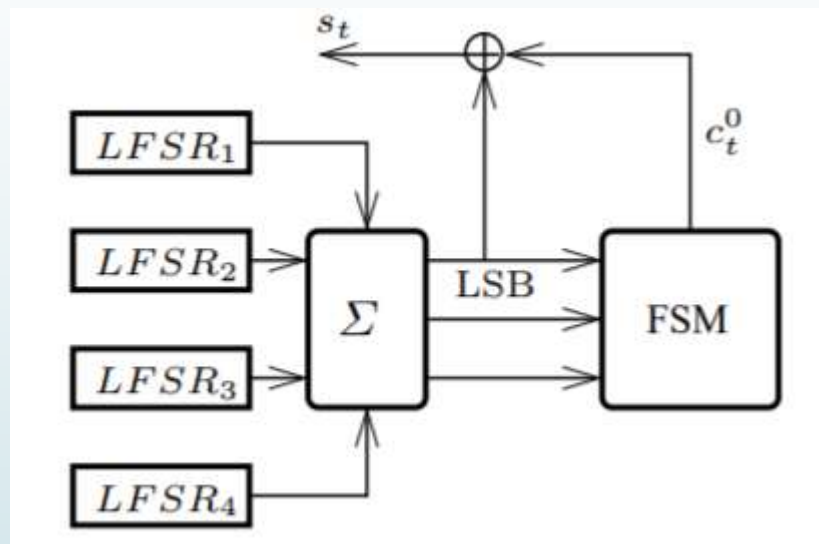 s_t
c_t^0
LFSR_1
LFSR_2
LSB
Σ
FSM
LFSR_3
LFSR_4